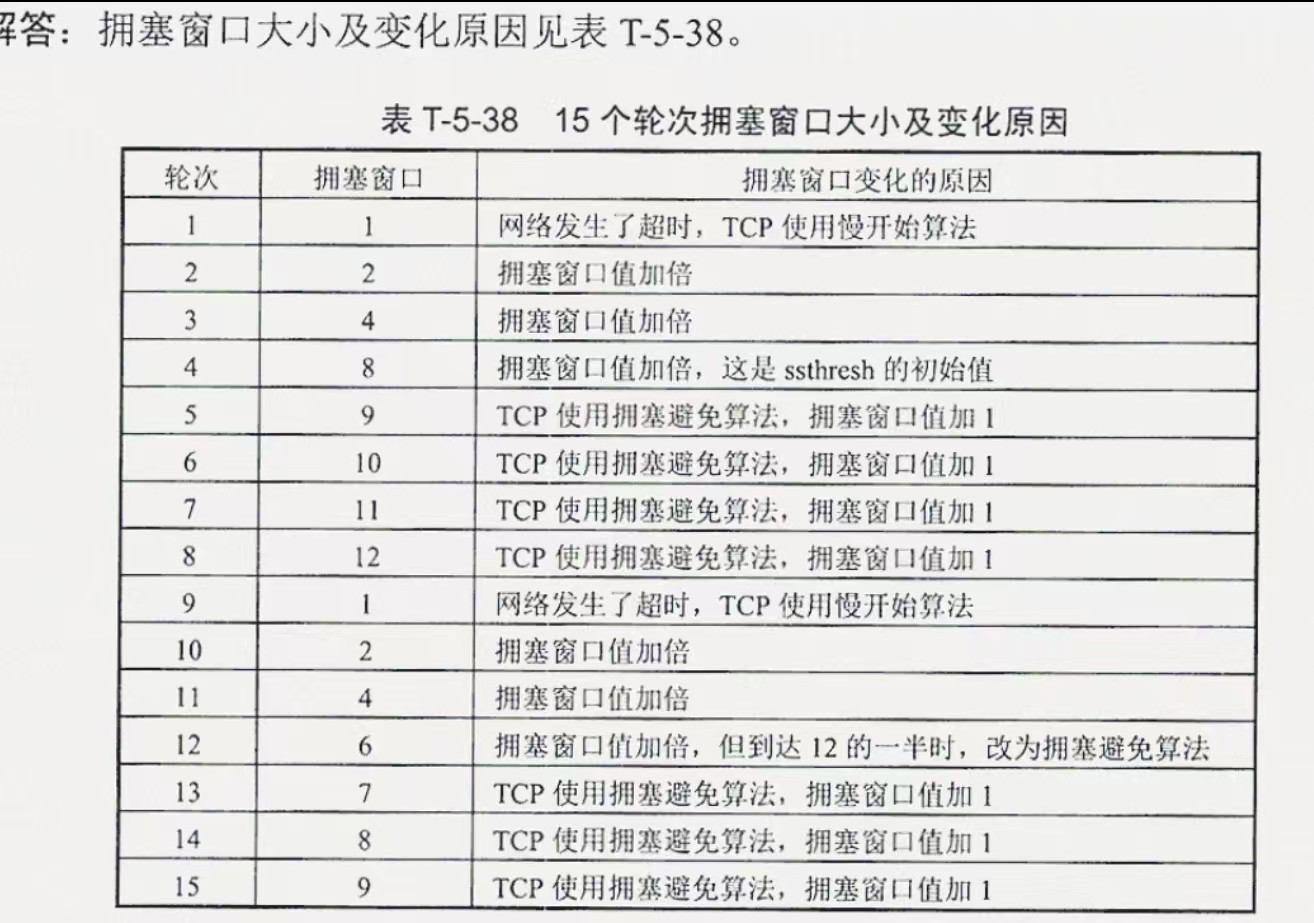 解答：拥塞窗口大小及变化原因见表 T-5-38。
表 T-5-38 15 个轮次拥塞窗口大小及变化原因
轮次 拥塞窗口 拥塞窗口变化的原因
1 1 网络发生了超时，TCP 使用慢开始算法
2 2 拥塞窗口值加倍
3 4 拥塞窗口值加倍
4 8 拥塞窗口值加倍，这是 ssthresh 的初始值
5 9 TCP 使用拥塞避免算法，拥塞窗口值加 1
6 10 TCP 使用拥塞避免算法，拥塞窗口值加 1
7 11 TCP 使用拥塞避免算法，拥塞窗口值加 1
8 12 TCP 使用拥塞避免算法，拥塞窗口值加 1
9 1 网络发生了超时，TCP 使用慢开始算法
10 2 拥塞窗口值加倍
11 4 拥塞窗口值加倍
12 6 拥塞窗口值加倍，但到达 12 的一半时，改为拥塞避免算法
13 7 TCP 使用拥塞避免算法，拥塞窗口值加 1
14 8 TCP 使用拥塞避免算法，拥塞窗口值加 1
15 9 TCP 使用拥塞避免算法，拥塞窗口值加 1